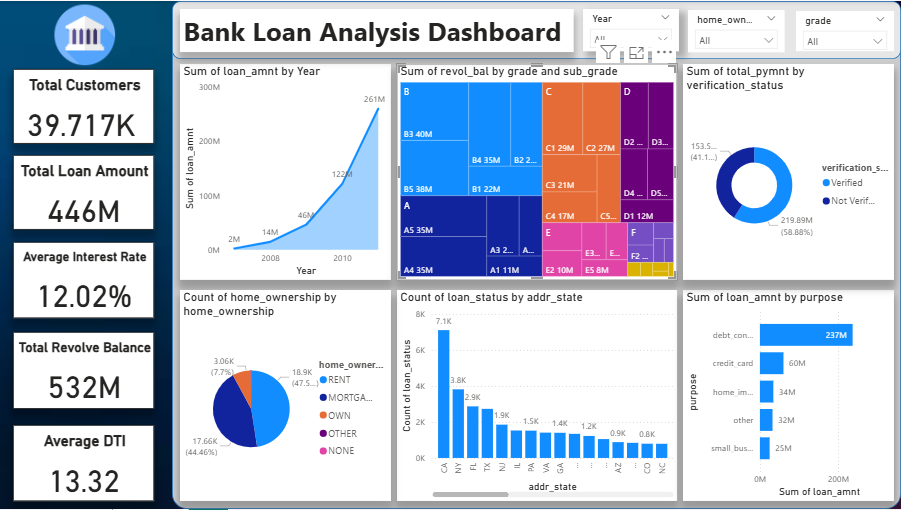 Bank Loan Analysis Dashboard
Year
All
home_own...
All
grade
All
Total Customers
39.717K
Total Loan Amount
446M
Average Interest Rate
12.02%
Total Revolve Balance
532M
Average DTI
13.32
Sum of loan_amnt by Year
300M
200M
100M
0M
Sum of loan_amnt
2M
14M
46M
122M
261M
2008
2010
Year
Sum of revol_bal by grade and sub_grade
B
B3 40M
B5 38M
B4 35M
B2 2...
B1 22M
A
A5 35M
A4 35M
A3 2...
A...
A1 11M
C
C1 29M
C2 27M
C3 21M
C4 17M
C5...
D
D2 ...
D3...
D4 ...
D5...
D1 12M
E
E2 10M
E3...
E...
E5 8M
F
F2 ...
Sum of total_pymnt by
verification_status
153.5...
(41.1...)
219.89M
(58.88%)
verification_s...
Verified
Not Verif...
Count of home_ownership by
home_ownership
3.06K
(7.7%)
18.9K
(47.5...)
17.66K
(44.46%)
home_owner...
RENT
MORTGA...
OWN
OTHER
NONE
Count of loan_status by addr_state
8K
6K
4K
2K
0K
Count of loan_status
7.1K
3.8K
2.9K
1.9K
1.5K
1.4K
1.2K
0.9K
0.8K
CA
NY
FL
TX
NJ
IL
PA
VA
GA
...
...
...
AZ
...
CO
NC
addr_state
Sum of loan_amnt by purpose
purpose
debt_con...
237M
credit_card
60M
home_im...
34M
other
32M
small_bus...
25M
0M
200M
Sum of loan_amnt